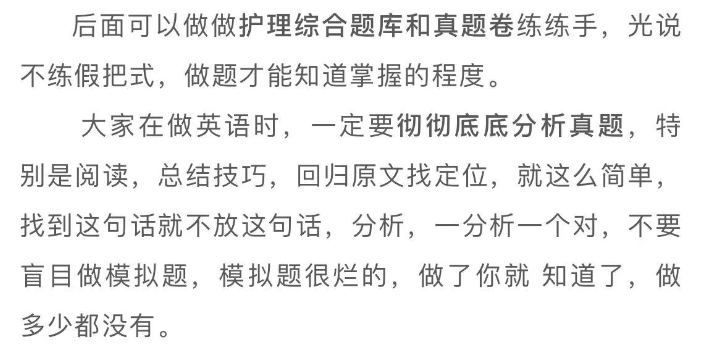 后面可以做做护理综合题库和真题卷练练手，光说
不练假把式，做题才能知道掌握的程度。
大家在做英语时，一定要彻彻底底分析真题，特
别是阅读，总结技巧，回归原文找定位，就这么简单，
找到这句话就不放这句话，分析，一分析一个对，不要
盲目做模拟题，模拟题很烂的，做了你就 知道了，做
多少都没有。